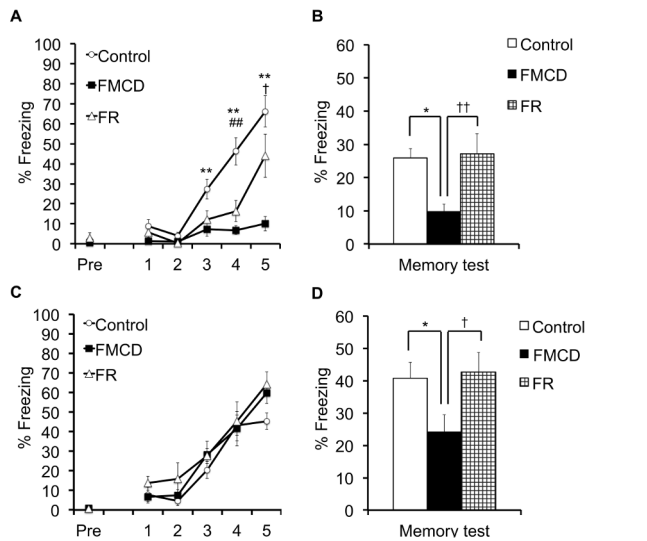 A
% Freezing
100
90
80
70
60
50
40
30
20
10
0
Control
FMCD
FR
**
**
##
**
†
Pre 1 2 3 4 5
B
% Freezing
60
50
40
30
20
10
0
* ††
Control
FMCD
FR
Memory test
C
% Freezing
100
90
80
70
60
50
40
30
20
10
0
Control
FMCD
FR
Pre 1 2 3 4 5
D
% Freezing
60
50
40
30
20
10
0
* †
Control
FMCD
FR
Memory test